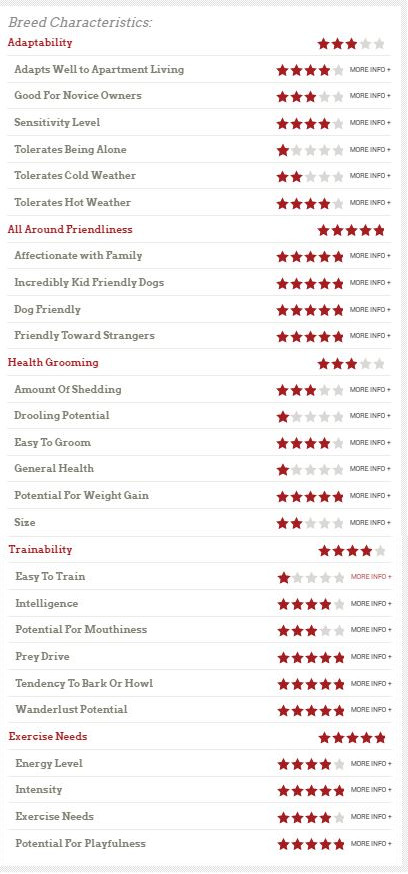 Breed Characteristics:
Adaptability
Adapts Well to Apartment Living MORE INFO +
Good For Novice Owners MORE INFO +
Sensitivity Level MORE INFO +
Tolerates Being Alone MORE INFO +
Tolerates Cold Weather MORE INFO +
Tolerates Hot Weather MORE INFO +
All Around Friendliness
Affectionate with Family MORE INFO +
Incredibly Kid Friendly Dogs MORE INFO +
Dog Friendly MORE INFO +
Friendly Toward Strangers MORE INFO +
Health Grooming
Amount Of Shedding MORE INFO +
Drooling Potential MORE INFO +
Easy To Groom MORE INFO +
General Health MORE INFO +
Potential For Weight Gain MORE INFO +
Size MORE INFO +
Trainability
Easy To Train MORE INFO +
Intelligence MORE INFO +
Potential For Mouthiness MORE INFO +
Prey Drive MORE INFO +
Tendency To Bark Or Howl MORE INFO +
Wanderlust Potential MORE INFO +
Exercise Needs
Energy Level MORE INFO +
Intensity MORE INFO +
Exercise Needs MORE INFO +
Potential For Playfulness MORE INFO +